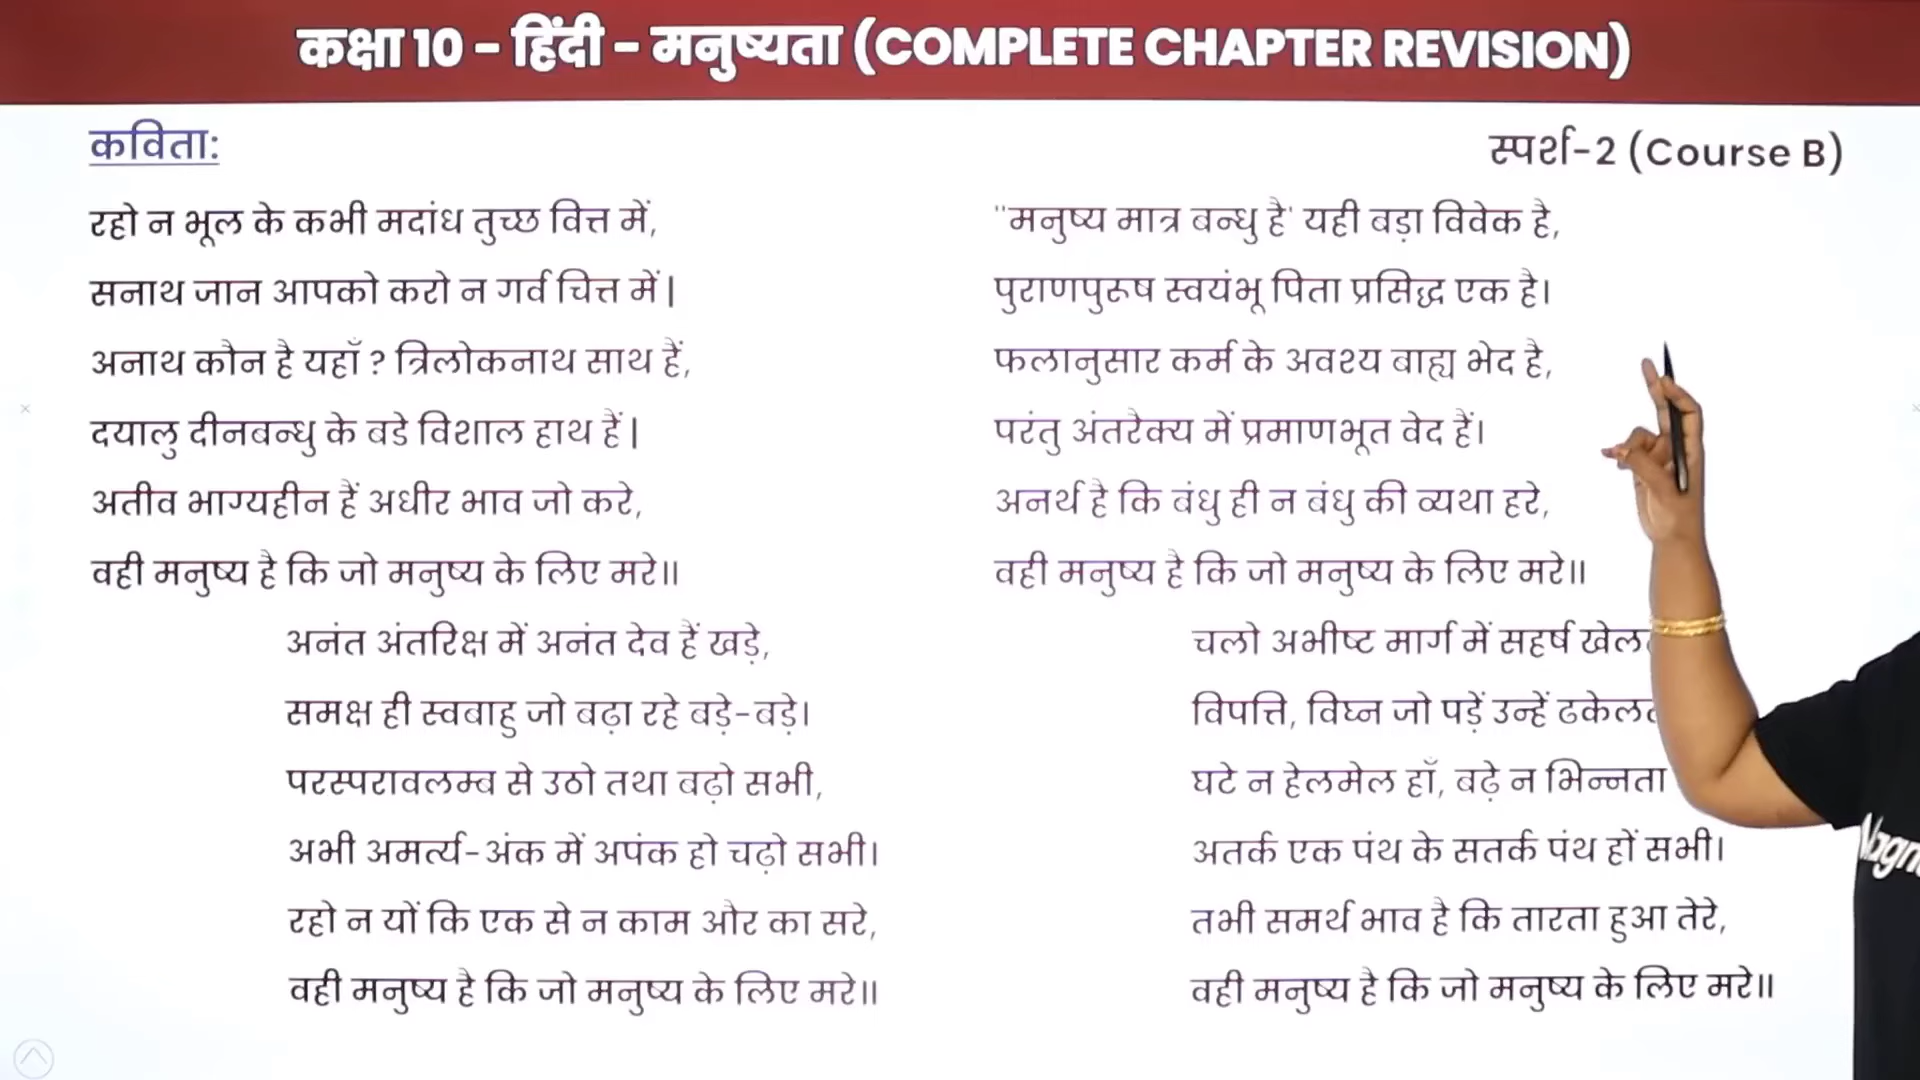 कक्षा 10 – हिंदी – मनुष्यता (COMPLETE CHAPTER REVISION)
कविता:
स्पर्श-2 (Course B)
रहो न भूल के कभी मदांध तुच्छ वित्त में,
सनाथ जान आपको करो न गर्व चित्त में|
अनाथ कौन है यहाँ ? त्रिलोकनाथ साथ हैं,
दयालु दीनबन्धु के बडे विशाल हाथ हैं|
अतीव भाग्यहीन हैं अधीर भाव जो करे,
वही मनुष्य है कि जो मनुष्य के लिए मरे॥
अनंत अंतरिक्ष में अनंत देव हैं खड़े,
समक्ष ही स्वबाहु जो बढ़ा रहे बड़े-बड़े।
परस्परावलम्ब से उठो तथा बढ़ो सभी,
अभी अमर्त्य-अंक में अपंक हो चढ़ो सभी।
रहो न यों कि एक से न काम और का सरे,
वही मनुष्य है कि जो मनुष्य के लिए मरे॥
"मनुष्य मात्र बन्धु है' यही बड़ा विवेक है,
पुराणपुरूष स्वयंभू पिता प्रसिद्ध एक है।
फलानुसार कर्म के अवश्य बाह्य भेद है,
परंतु अंतरैक्य में प्रमाणभूत वेद हैं।
अनर्थ है कि बंधु ही न बंधु की व्यथा हरे,
वही मनुष्य है कि जो मनुष्य के लिए मरे॥
चलो अभीष्ट मार्ग में सहर्ष
विपत्ति, विघ्न जो पड़ें उन्हें
घटे न हेलमेल हाँ, बढ़े न भिन्नता
अतर्क एक पंथ के सतर्क पंथ हों सभी।
तभी समर्थ भाव है कि तारता हुआ तेरे,
वही मनुष्य है कि जो मनुष्य के लिए मरे॥